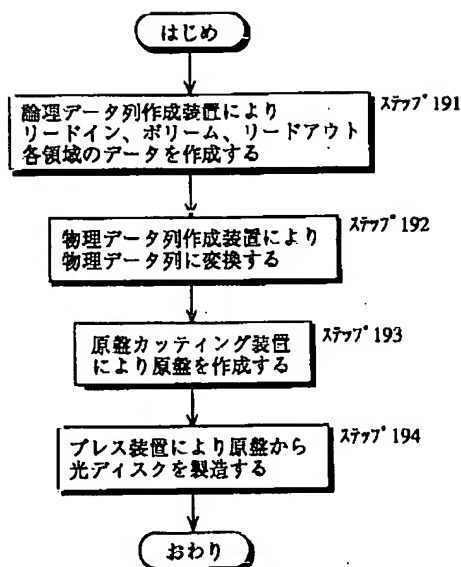 はじめ
論理データ列作成装置により
リードイン、ボリーム、リードアウト
各領域のデータを作成する
ステップ191
物理データ列作成装置により
物理データ列に変換する
ステップ192
原盤カッティング装置
により原盤を作成する
ステップ193
プレス装置により原盤から
光ディスクを製造する
ステップ194
おわり